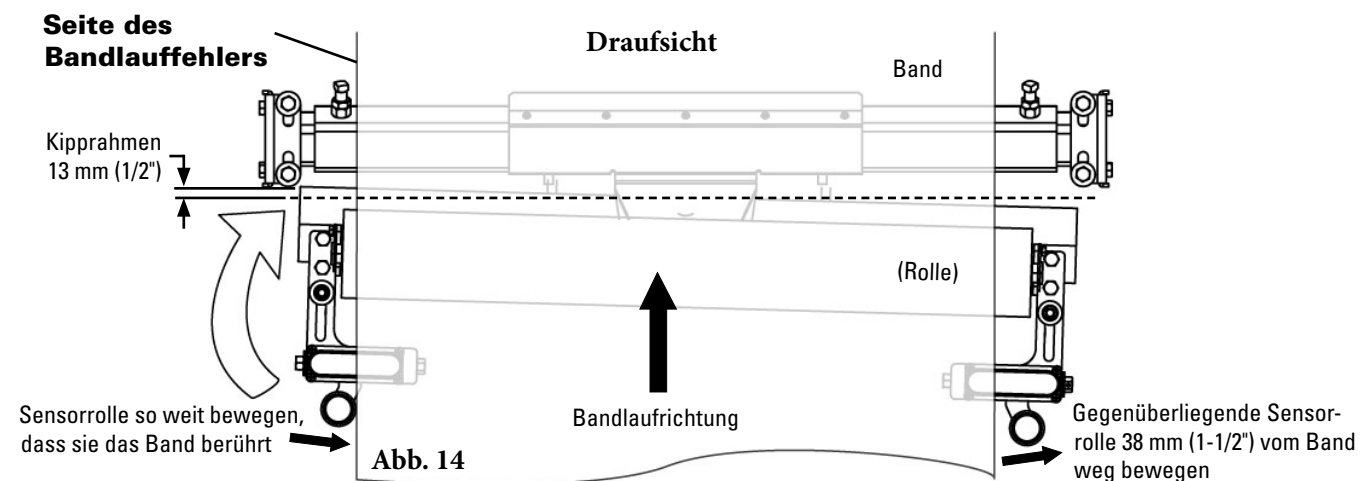 Seite des
Bandlauffehlers
Draufsicht
Band
Kipprahmen
13 mm (1/2")
(Rolle)
Sensorrolle so weit bewegen,
dass sie das Band berührt
Bandlaufrichtung
Gegenüberliegende Sensor-
rolle 38 mm (1-1/2") vom Band
weg bewegen
Abb. 14